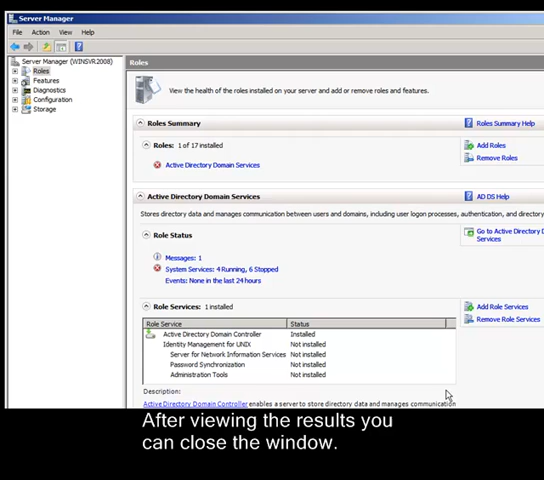 Server Manager
File Action View Help
Server Manager (WINSVR2008)
Roles
Features
Diagnostics
Configuration
Storage
Roles
View the health of the roles installed on your server and add or remove roles and features.
Roles Summary
Roles Summary Help
Roles: 1 of 17 installed
Add Roles
Active Directory Domain Services
Remove Roles
Active Directory Domain Services
AD DS Help
Stores directory data and manages communication between users and domains, including user logon processes, authentication, and directory
Role Status
Go to Active Directory D
Services
Messages: 1
System Services: 4 Running, 6 Stopped
Events: None in the last 24 hours
Role Services: 1 installed
Add Role Services
Remove Role Services
Role Service Status
Active Directory Domain Controller Installed
Identity Management for UNIX Not installed
Server for Network Information Services Not installed
Password Synchronization Not installed
Administration Tools Not installed
Description:
Active Directory Domain Controller enables a server to store directory data and manages communication
After viewing the results you
can close the window.